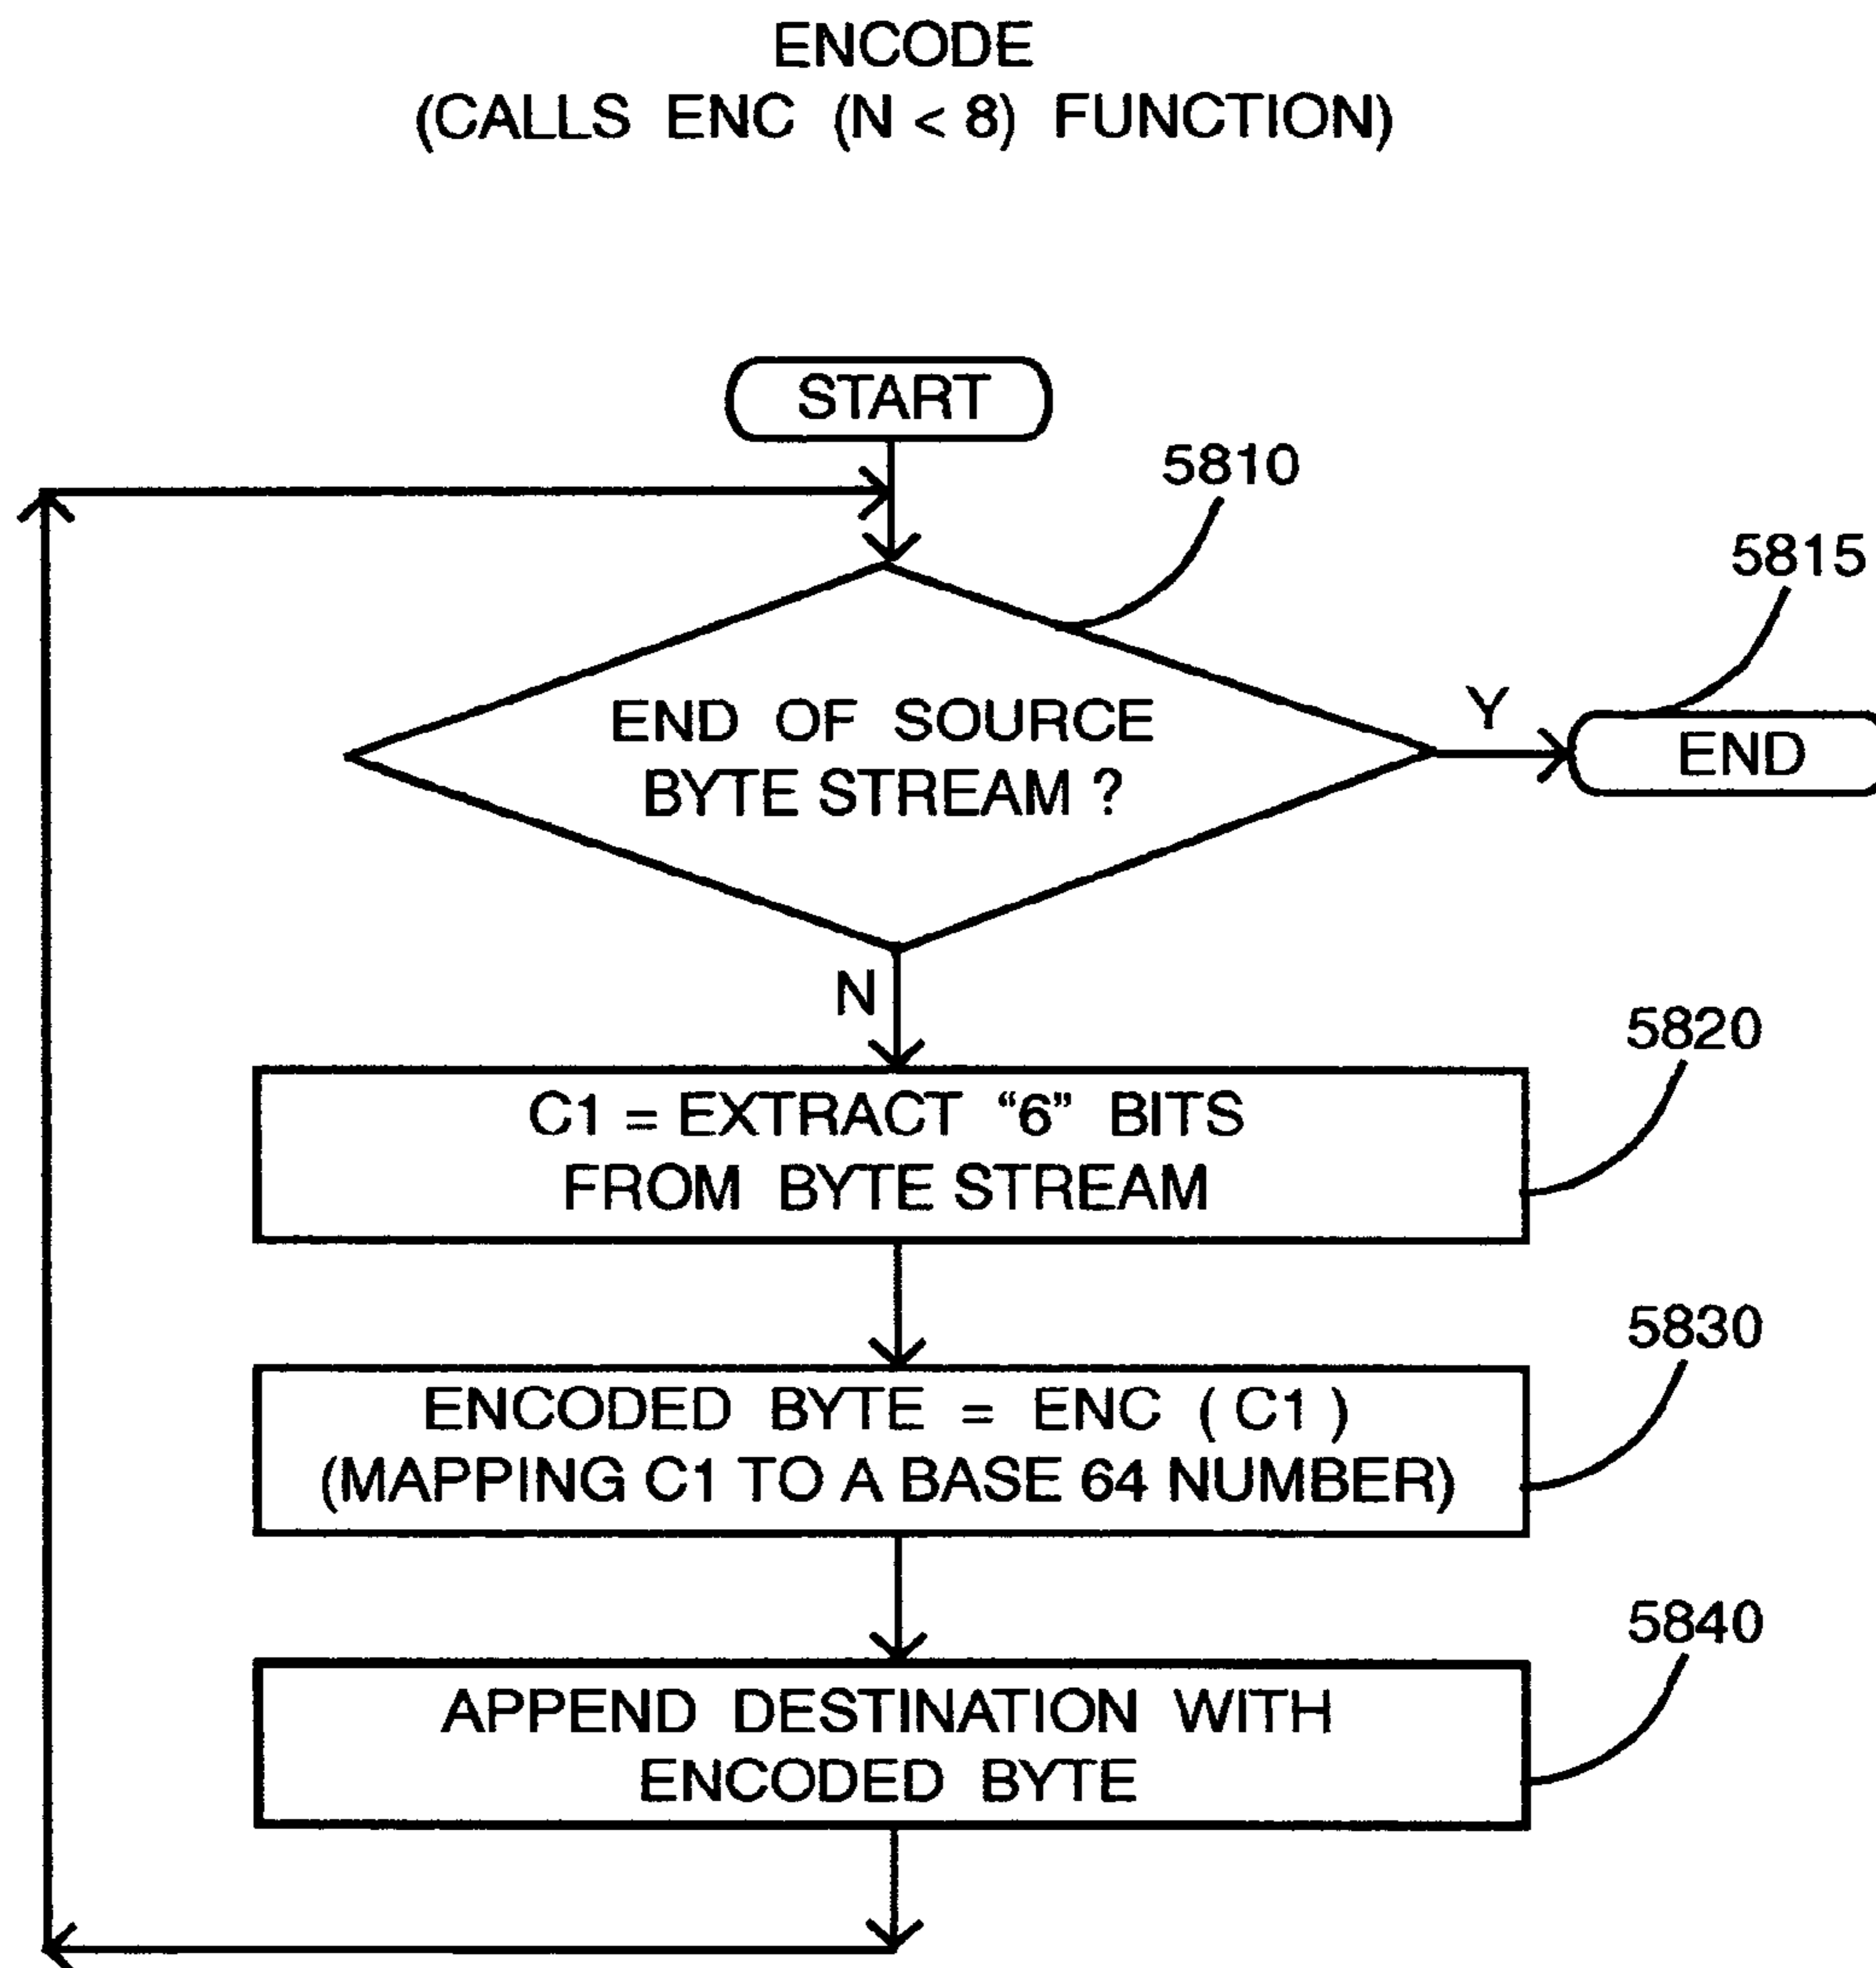 ENCODE
(CALLS ENC (N < 8) FUNCTION)
START
5810
5815
END OF SOURCE
BYTE STREAM ?
Y
END
N
5820
C1 = EXTRACT “6” BITS
FROM BYTE STREAM
5830
ENCODED BYTE = ENC ( C1 )
(MAPPING C1 TO A BASE 64 NUMBER)
5840
APPEND DESTINATION WITH
ENCODED BYTE